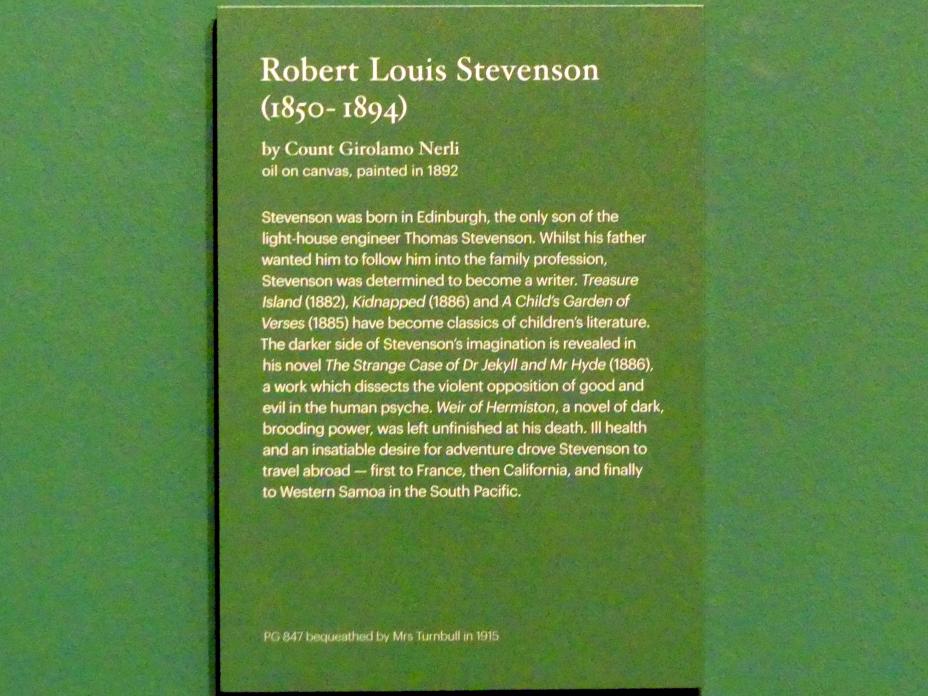 Robert Louis Stevenson
(1850- 1894)
by Count Girolamo Nerli
oil on canvas, painted in 1892
Stevenson was born in Edinburgh, the only son of the
light-house engineer Thomas Stevenson. Whilst his father
wanted him to follow him into the family profession,
Stevenson was determined to become a writer. Treasure
Island (1882), Kidnapped (1886) and A Child's Garden of
Verses (1885) have become classics of children's literature.
The darker side of Stevenson's imagination is revealed in
his novel The Strange Case of Dr Jekyll and Mr Hyde (1886),
a work which dissects the violent opposition of good and
evil in the human psyche. Weir of Hermiston, a novel of dark,
brooding power, was left unfinished at his death. Ill health
and an insatiable desire for adventure drove Stevenson to
travel abroad — first to France, then California, and finally
to Western Samoa in the South Pacific.
PG 847 bequeathed by Mrs Turnbull in 1915